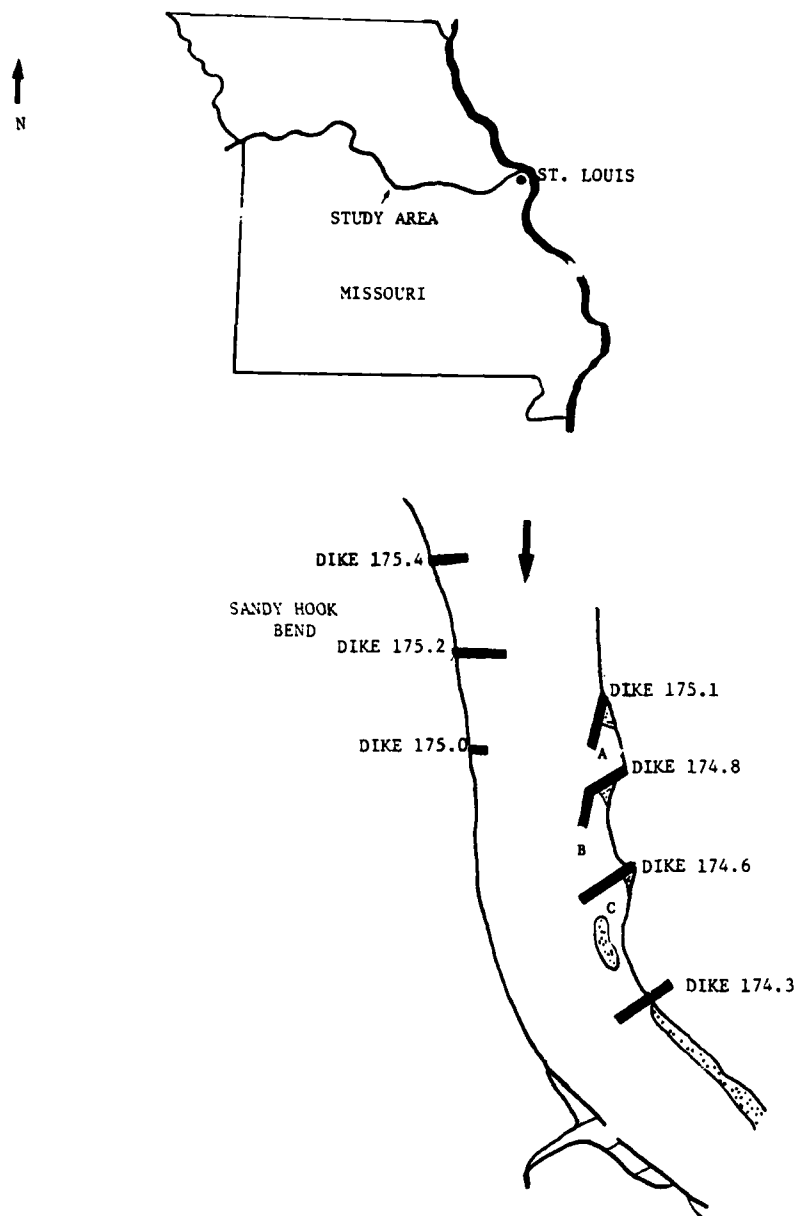 N
ST. LOUIS
STUDY AREA
MISSOURI
DIKE 175.4
SANDY HOOK
BEND
DIKE 175.2
DIKE 175.1
DIKE 175.0
A
DIKE 174.8
B
DIKE 174.6
C
DIKE 174.3